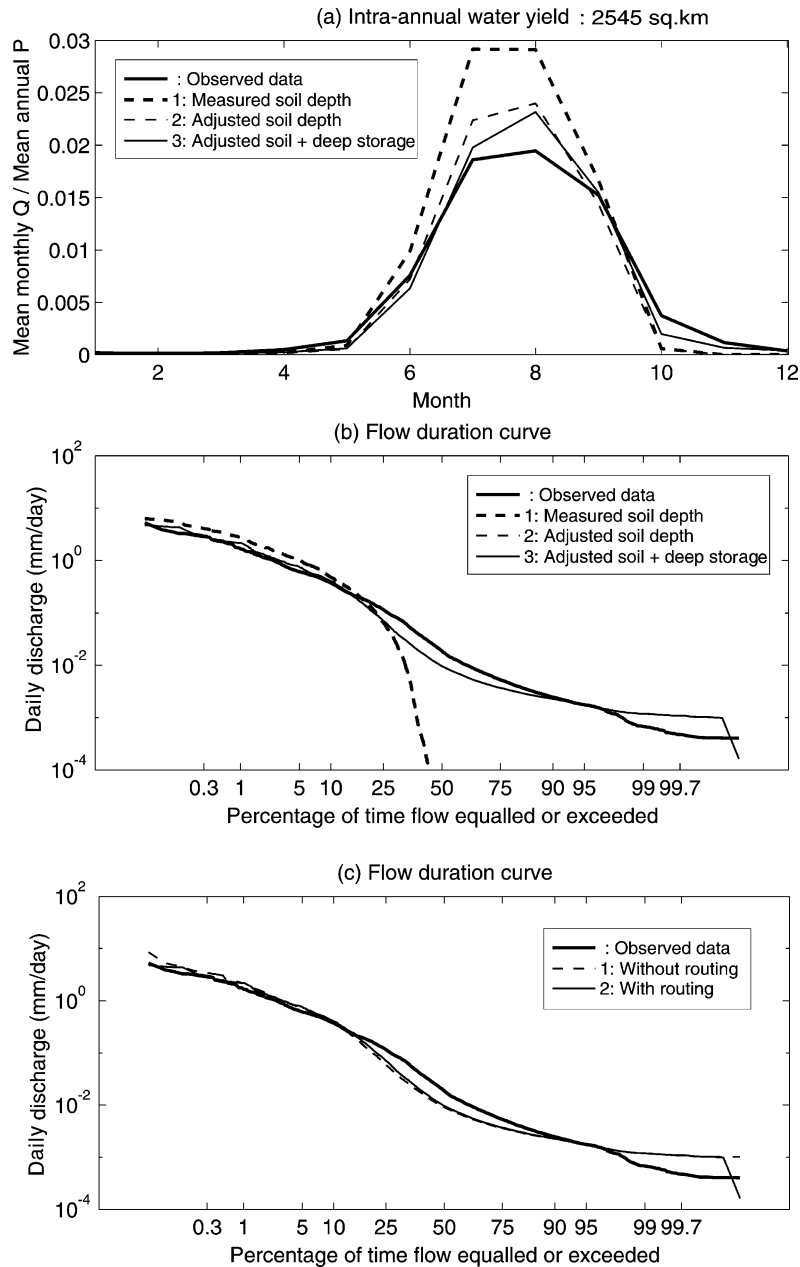 (a) Intra-annual water yield : 2545 sq.km
Mean monthly Q / Mean annual P
0.03
0.025
0.02
0.015
0.01
0.005
0
: Observed data
1: Measured soil depth
2: Adjusted soil depth
3: Adjusted soil + deep storage
2 4 6 8 10 12
Month
(b) Flow duration curve
Daily discharge (mm/day)
10^2
10^0
10^-2
10^-4
: Observed data
1: Measured soil depth
2: Adjusted soil depth
3: Adjusted soil + deep storage
0.3 1 5 10 25 50 75 90 95 99 99.7
Percentage of time flow equalled or exceeded
(c) Flow duration curve
Daily discharge (mm/day)
10^2
10^0
10^-2
10^-4
: Observed data
1: Without routing
2: With routing
0.3 1 5 10 25 50 75 90 95 99 99.7
Percentage of time flow equalled or exceeded